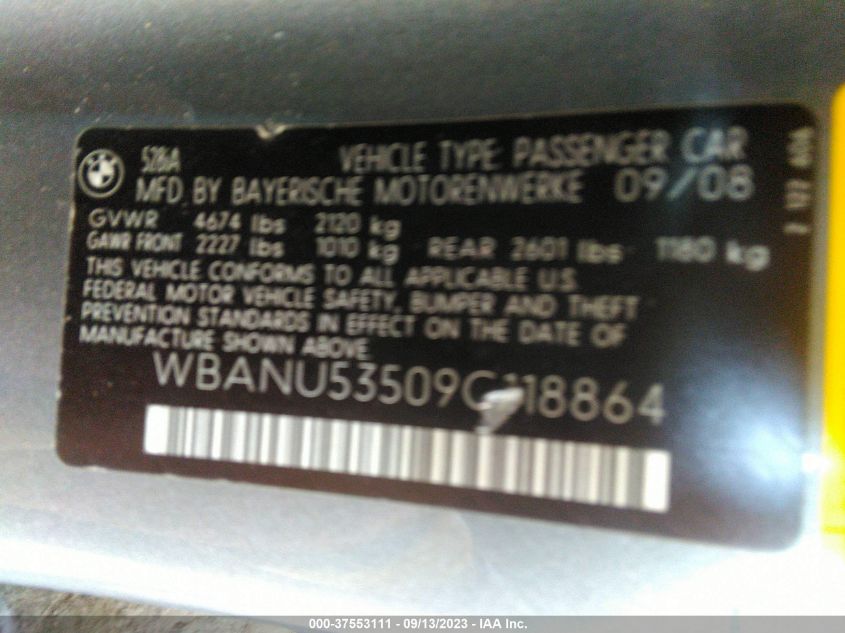 BMW
528iA
VEHICLE TYPE: PASSENGER CAR
MFD. BY BAYERISCHE MOTORENWERKE 09/08
GVWR 4674 lbs 2120 kg
GAWR FRONT 2227 lbs 1010 kg REAR 2601 lbs 1180 kg
THIS VEHICLE CONFORMS TO ALL APPLICABLE U.S.
FEDERAL MOTOR VEHICLE SAFETY, BUMPER AND THEFT
PREVENTION STANDARDS IN EFFECT ON THE DATE OF
MANUFACTURE SHOWN ABOVE.
WBANU53509C118864
000-37553111 - 09/13/2023 - IAA Inc.